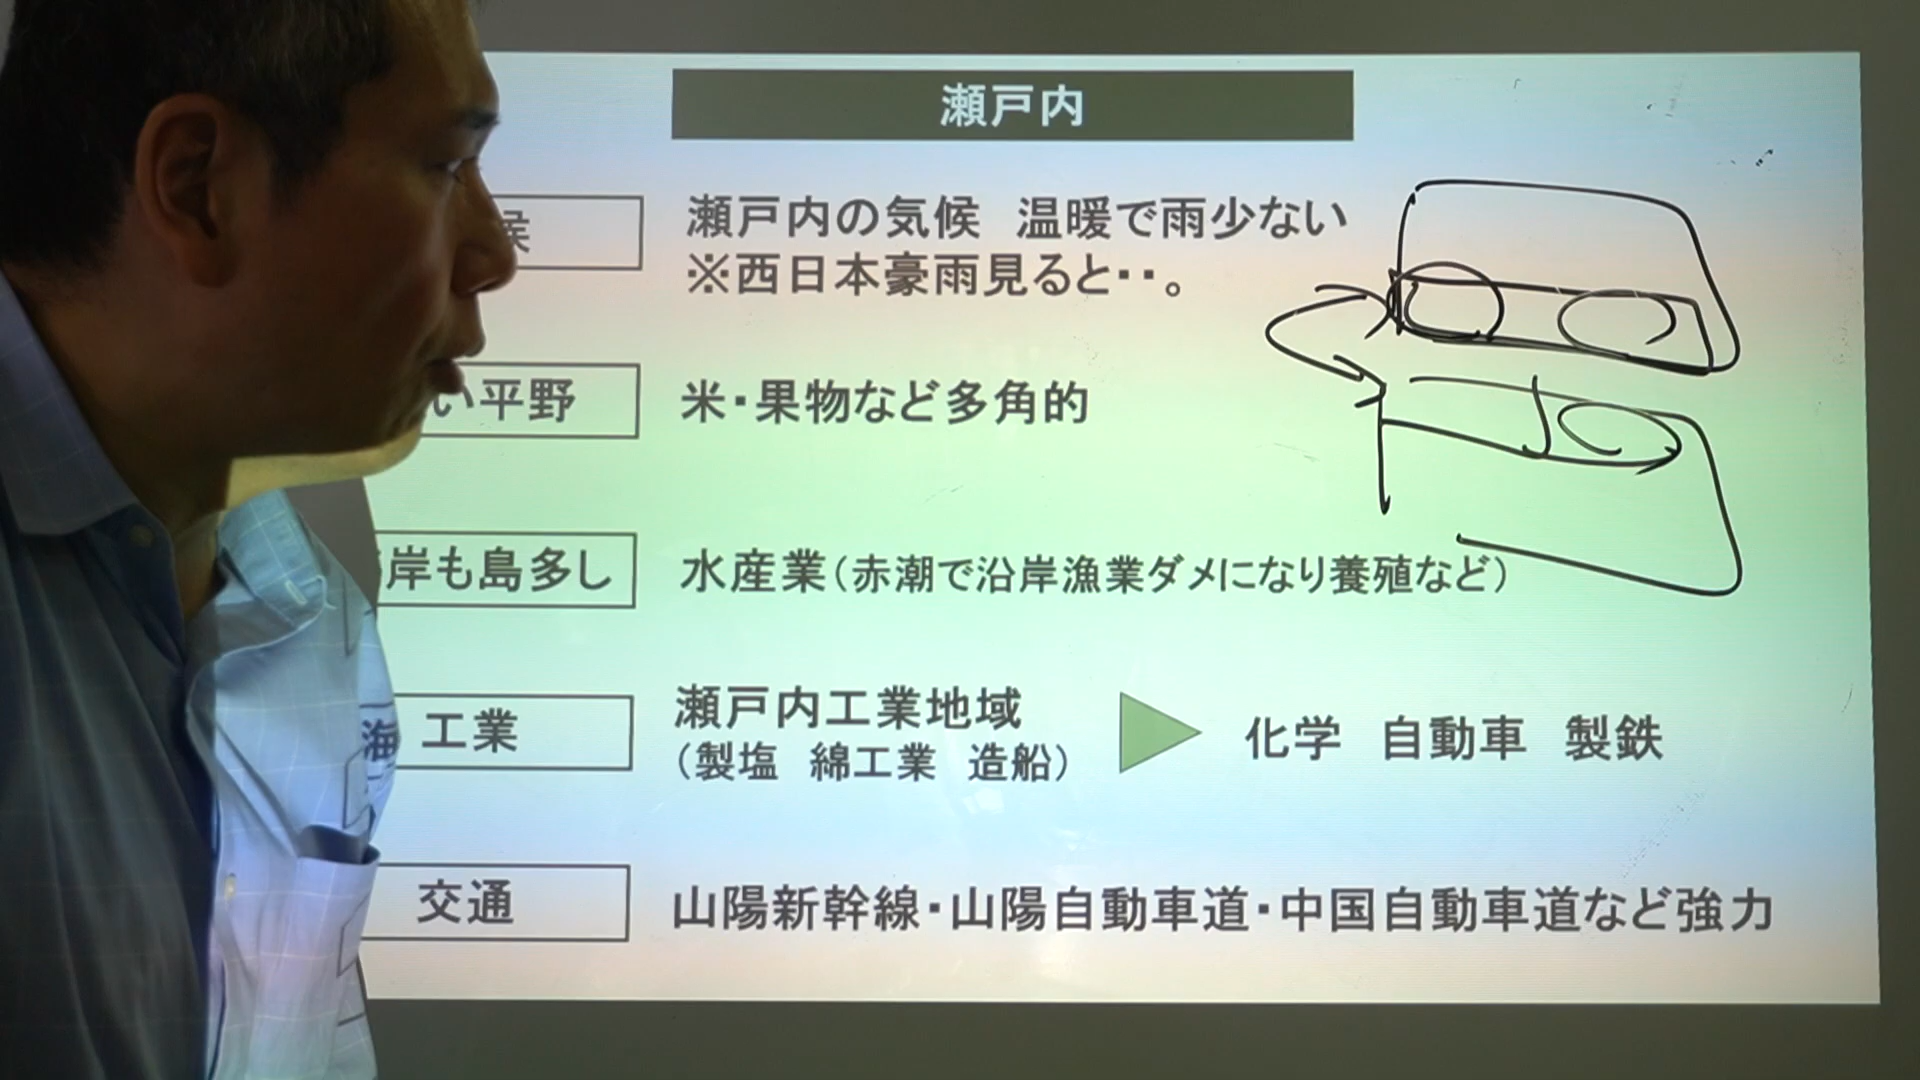 瀬戸内
候
瀬戸内の気候 温暖で雨少ない
※西日本豪雨見ると・・。
い平野
米・果物など多角的
岸も島多し
水産業(赤潮で沿岸漁業ダメになり養殖など)
海
工業
瀬戸内工業地域
(製塩 綿工業 造船)
化学 自動車 製鉄
交通
山陽新幹線・山陽自動車道・中国自動車道など強力